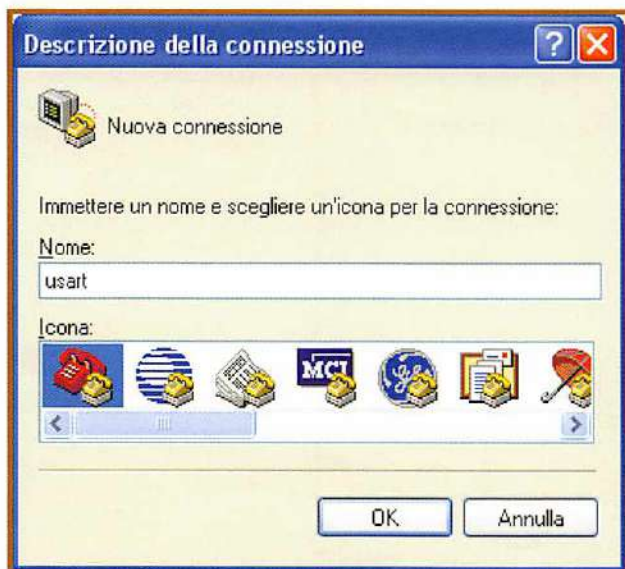 Descrizione della connessione
Nuova connessione
Immettere un nome e scegliere un'icona per la connessione:
Nome:
usart
Icona:
MCI
OK Annulla